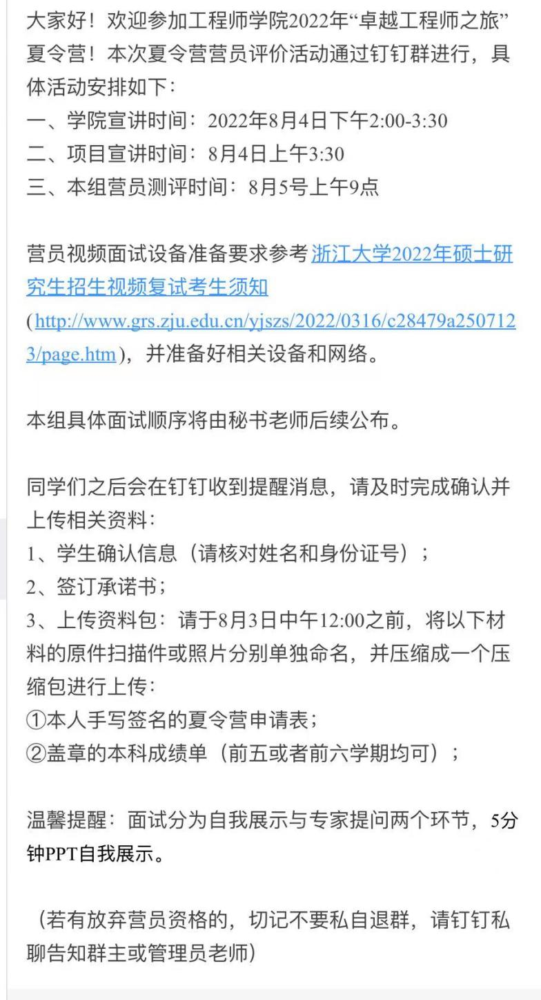 大家好！欢迎参加工程师学院2022年“卓越工程师之旅”
夏令营！本次夏令营营员评价活动通过钉钉群进行，具
体活动安排如下：
一、学院宣讲时间：2022年8月4日下午2:00-3:30
二、项目宣讲时间：8月4日上午3:30
三、本组营员测评时间：8月5号上午9点
营员视频面试设备准备要求参考浙江大学2022年硕士研
究生招生视频复试考生须知
(http://www.grs.zju.edu.cn/yjszs/2022/0316/c28479a250712
3/page.htm)，并准备好相关设备和网络。
本组具体面试顺序将由秘书老师后续公布。
同学们之后会在钉钉收到提醒消息，请及时完成确认并
上传相关资料：
1、学生确认信息（请核对姓名和身份证号）；
2、签订承诺书；
3、上传资料包：请于8月3日中午12:00之前，将以下材
料的原件扫描件或照片分别单独命名，并压缩成一个压
缩包进行上传：
①本人手写签名的夏令营申请表；
②盖章的本科成绩单（前五或者前六学期均可）；
温馨提醒：面试分为自我展示与专家提问两个环节，5分
钟PPT自我展示。
（若有放弃营员资格的，切记不要私自退群，请钉钉私
聊告知群主或管理员老师）